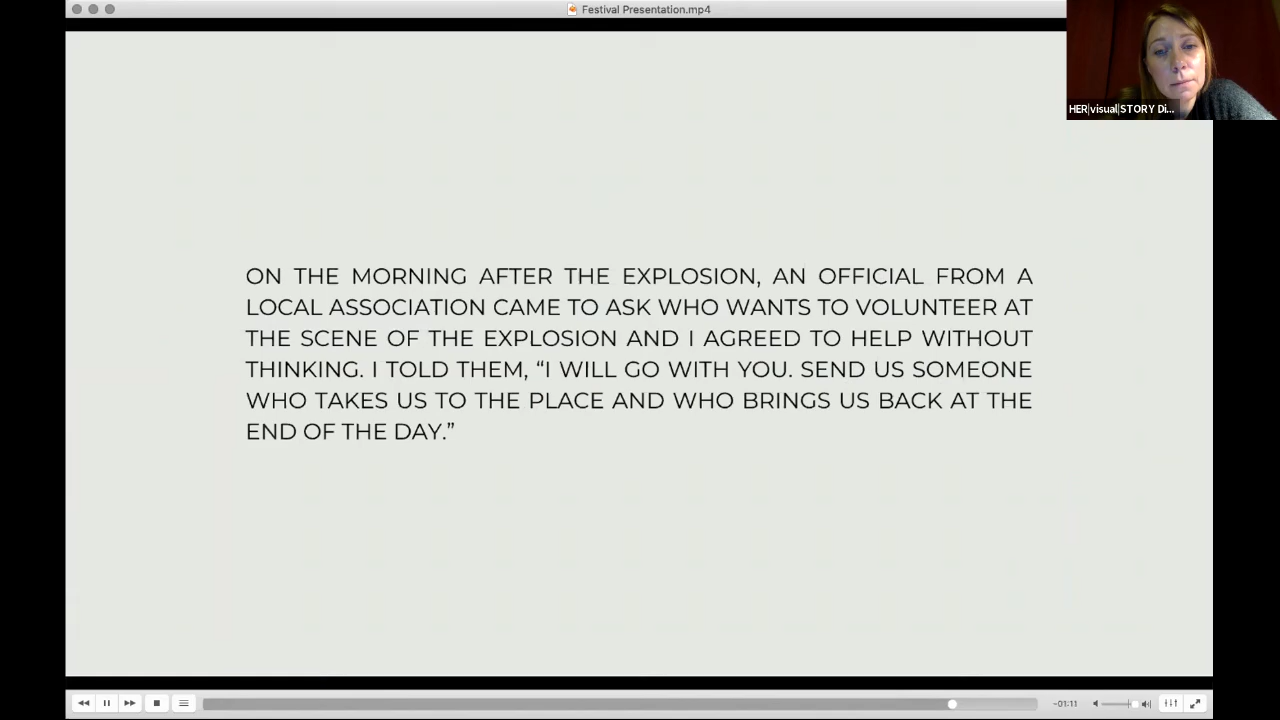 Festival Presentation.mp4
HER|visual|STORY Di...
ON THE MORNING AFTER THE EXPLOSION, AN OFFICIAL FROM A
LOCAL ASSOCIATION CAME TO ASK WHO WANTS TO VOLUNTEER AT
THE SCENE OF THE EXPLOSION AND I AGREED TO HELP WITHOUT
THINKING. I TOLD THEM, “I WILL GO WITH YOU. SEND US SOMEONE
WHO TAKES US TO THE PLACE AND WHO BRINGS US BACK AT THE
END OF THE DAY.”
-01:11